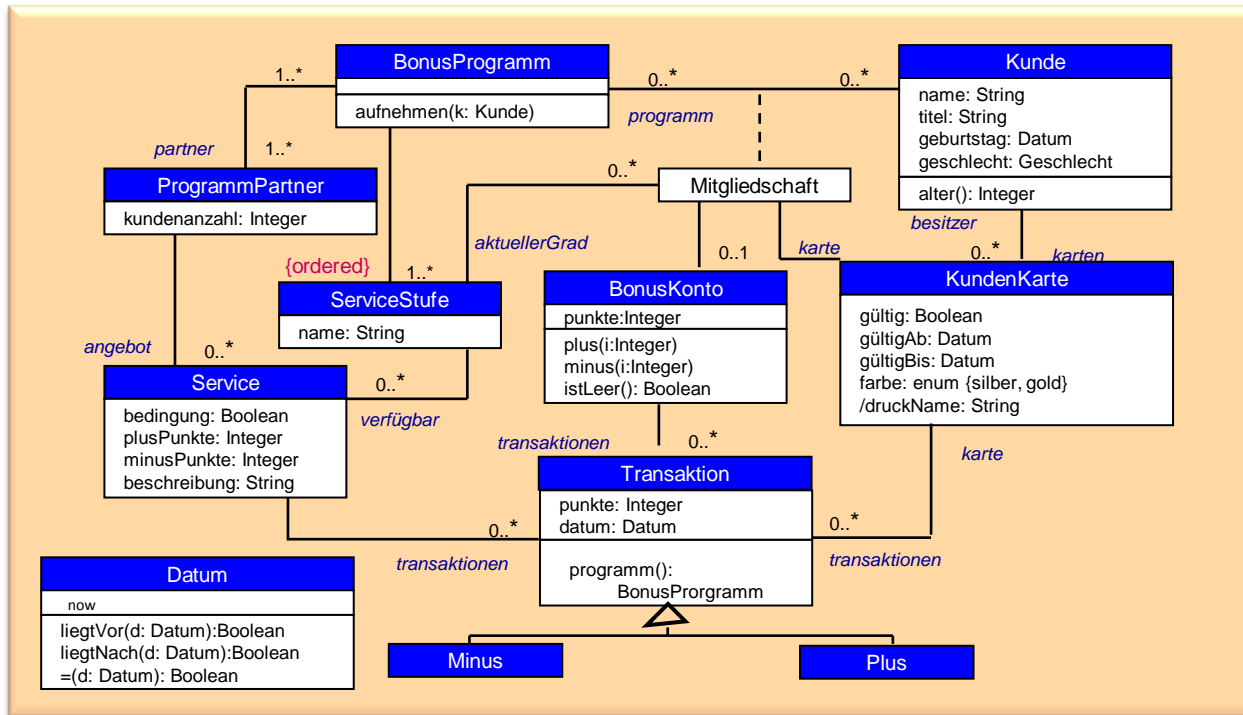 BonusProgramm
aufnehmen(k: Kunde)
1..*
0..*
0..*
programm
Kunde
name: String
titel: String
geburtstag: Datum
geschlecht: Geschlecht
alter(): Integer
partner
1..*
ProgrammPartner
kundenanzahl: Integer
0..*
Mitgliedschaft
aktuellerGrad
0..1
karte
besitzer
0..*
karten
{ordered}
1..*
ServiceStufe
name: String
BonusKonto
punkte:Integer
plus(i:Integer)
minus(i:Integer)
istLeer(): Boolean
KundenKarte
gültig: Boolean
gültigAb: Datum
gültigBis: Datum
farbe: enum {silber, gold}
/druckName: String
angebot
0..*
Service
bedingung: Boolean
plusPunkte: Integer
minusPunkte: Integer
beschreibung: String
0..*
verfügbar
transaktionen
0..*
karte
Transaktion
punkte: Integer
datum: Datum
programm():
BonusProrgramm
0..*
transaktionen
0..*
transaktionen
Datum
now
liegtVor(d: Datum):Boolean
liegtNach(d: Datum):Boolean
=(d: Datum): Boolean
Minus
Plus